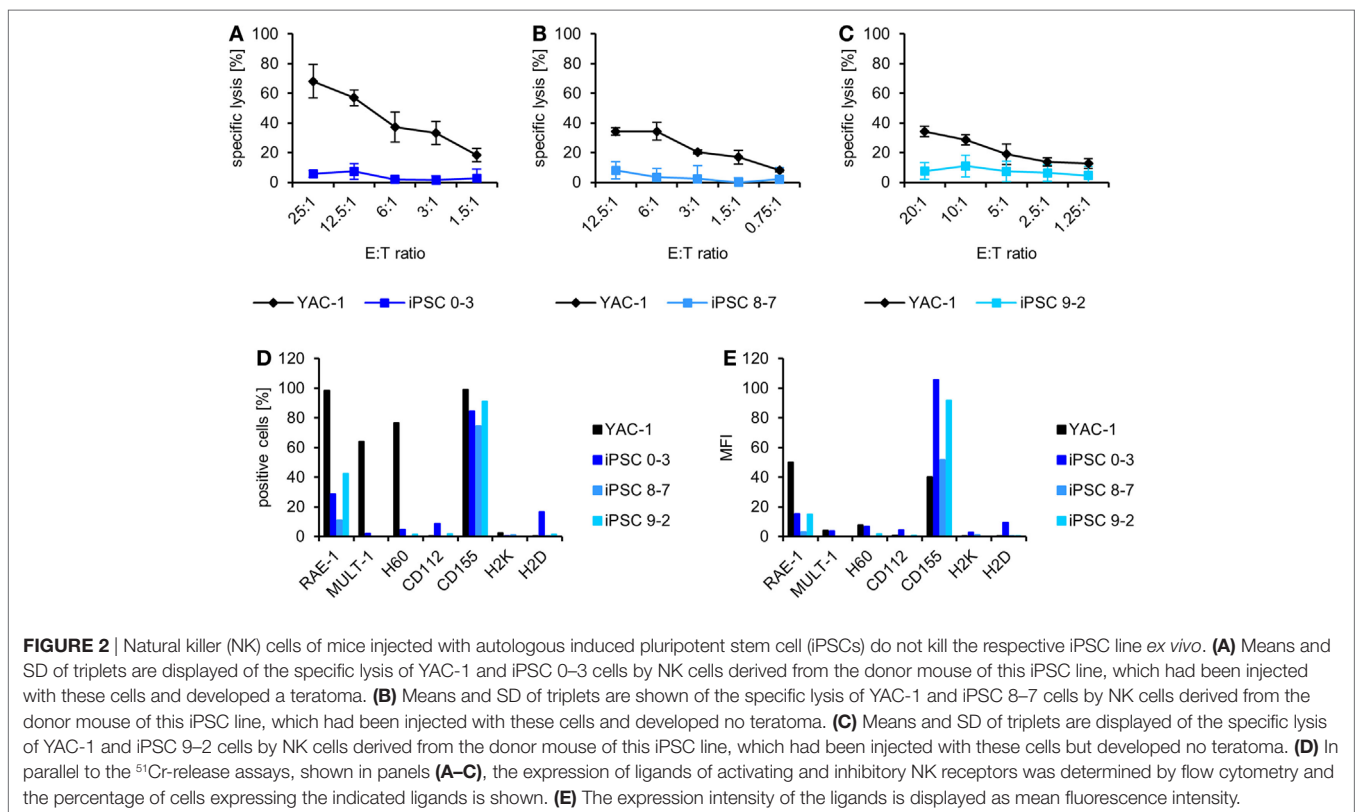 A
specific lysis [%]
100
80
60
40
20
0
25:1
12.5:1
6:1
3:1
1.5:1
E:T ratio
YAC-1
iPSC 0-3
B
specific lysis [%]
100
80
60
40
20
0
12.5:1
6:1
3:1
1.5:1
0.75:1
E:T ratio
YAC-1
iPSC 8-7
C
specific lysis [%]
100
80
60
40
20
0
20:1
10:1
5:1
2.5:1
1.25:1
E:T ratio
YAC-1
iPSC 9-2
D
positive cells [%]
120
100
80
60
40
20
0
RAE-1
MULT-1
H60
CD112
CD155
H2K
H2D
YAC-1
iPSC 0-3
iPSC 8-7
iPSC 9-2
E
MFI
120
100
80
60
40
20
0
RAE-1
MULT-1
H60
CD112
CD155
H2K
H2D
YAC-1
iPSC 0-3
iPSC 8-7
iPSC 9-2
FIGURE 2 | Natural killer (NK) cells of mice injected with autologous induced pluripotent stem cell (iPSCs) do not kill the respective iPSC line ex vivo. (A) Means and
SD of triplets are displayed of the specific lysis of YAC-1 and iPSC 0–3 cells by NK cells derived from the donor mouse of this iPSC line, which had been injected
with these cells and developed a teratoma. (B) Means and SD of triplets are shown of the specific lysis of YAC-1 and iPSC 8–7 cells by NK cells derived from the
donor mouse of this iPSC line, which had been injected with these cells and developed no teratoma. (C) Means and SD of triplets are displayed of the specific lysis
of YAC-1 and iPSC 9–2 cells by NK cells derived from the donor mouse of this iPSC line, which had been injected with these cells but developed no teratoma. (D) In
parallel to the ⁵¹Cr-release assays, shown in panels (A–C), the expression of ligands of activating and inhibitory NK receptors was determined by flow cytometry and
the percentage of cells expressing the indicated ligands is shown. (E) The expression intensity of the ligands is displayed as mean fluorescence intensity.